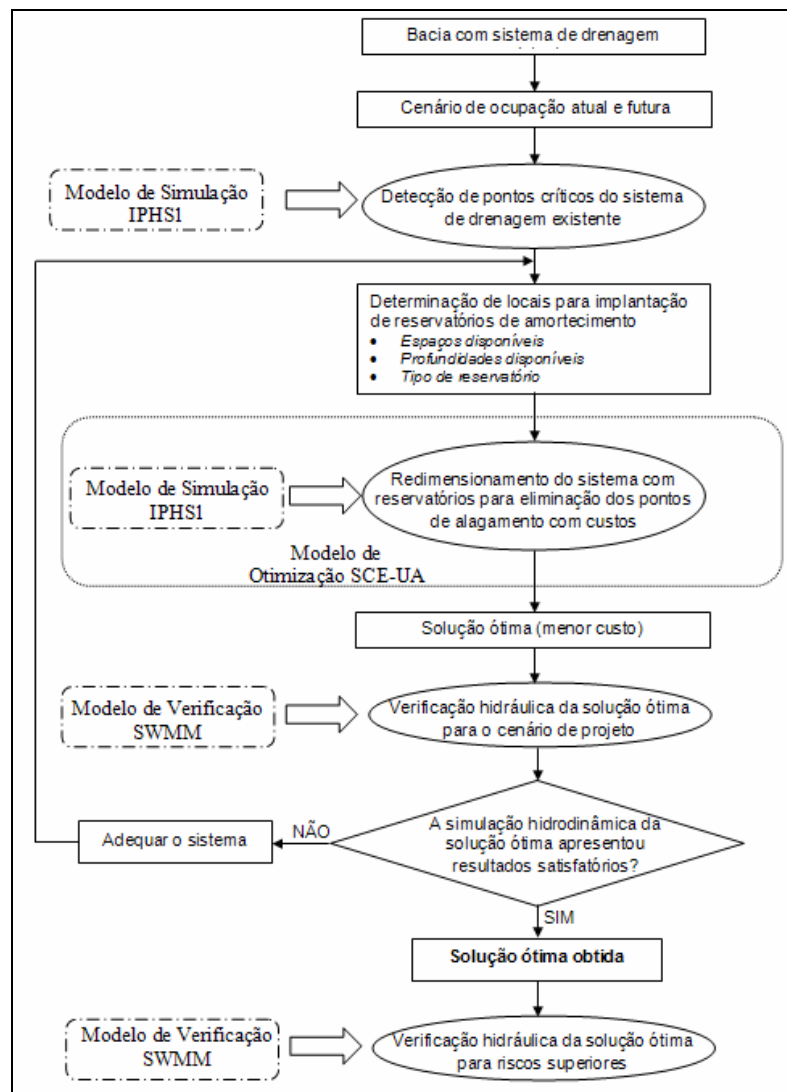 Bacia com sistema de drenagem
Cenário de ocupação atual e futura
Modelo de Simulação
IPHS1
Detecção de pontos críticos do sistema
de drenagem existente
Determinação de locais para implantação
de reservatórios de amortecimento
• Espaços disponíveis
• Profundidades disponíveis
• Tipo de reservatório
Modelo de Simulação
IPHS1
Redimensionamento do sistema com
reservatórios para eliminação dos pontos
de alagamento com custos
Modelo de
Otimização SCE-UA
Solução ótima (menor custo)
Modelo de Verificação
SWMM
Verificação hidráulica da solução ótima
para o cenário de projeto
A simulação hidrodinâmica da
solução ótima apresentou
resultados satisfatórios?
NÃO
Adequar o sistema
SIM
Solução ótima obtida
Modelo de Verificação
SWMM
Verificação hidráulica da solução ótima
para riscos superiores